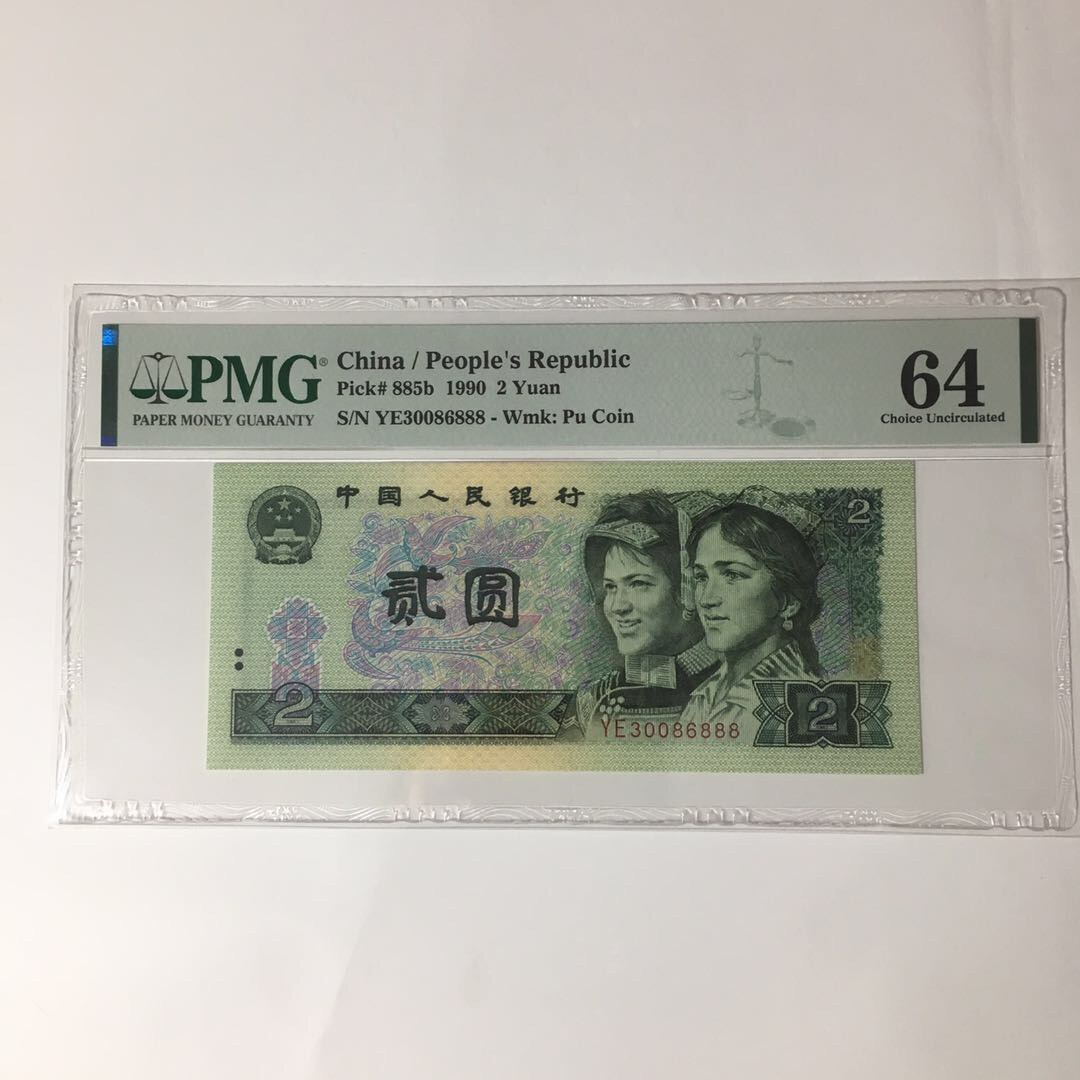 PMG®
PAPER MONEY GUARANTY
China / People's Republic
Pick# 885b 1990 2 Yuan
S/N YE30086888 - Wmk: Pu Coin
64
Choice Uncirculated
中国人民银行
2
贰圆
2
YE30086888
2